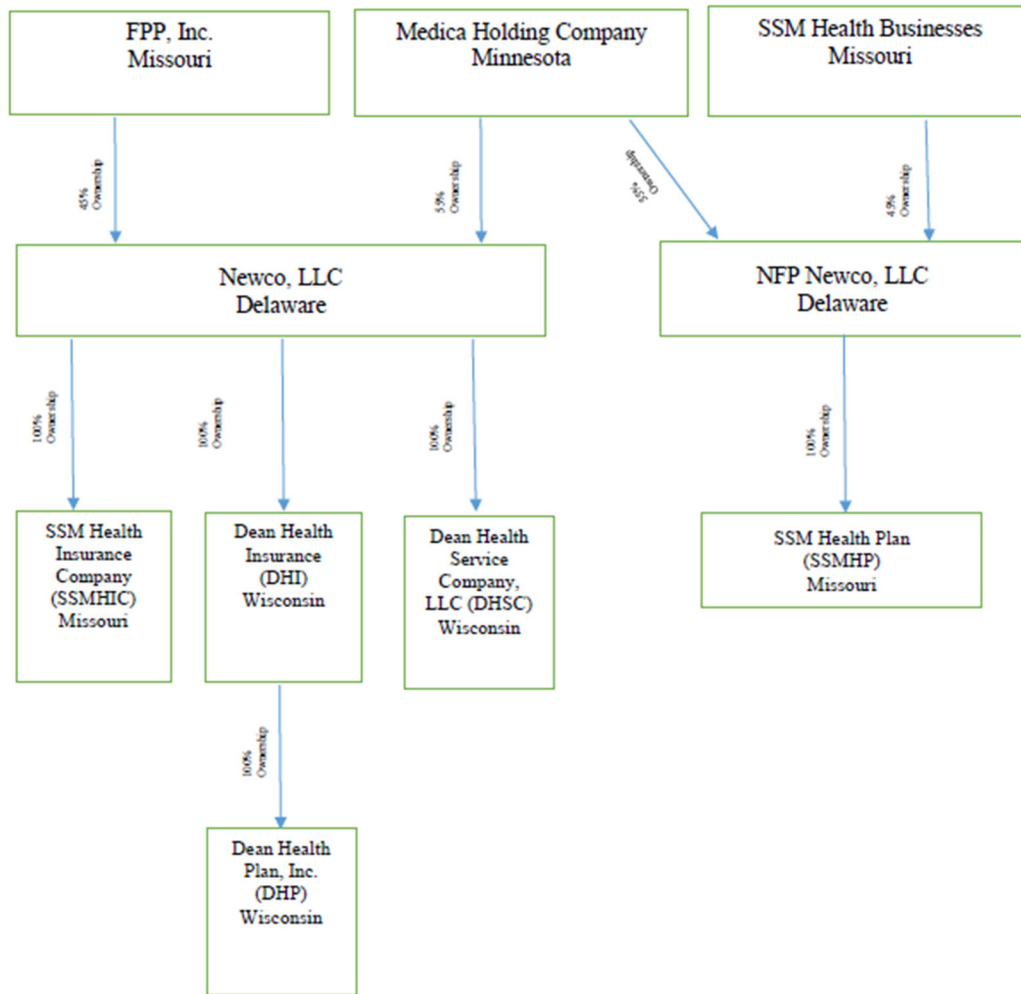 FPP, Inc.
Missouri
Medica Holding Company
Minnesota
SSM Health Businesses
Missouri
45%
Ownership
55%
Ownership
55%
Ownership
45%
Ownership
Newco, LLC
Delaware
NFP Newco, LLC
Delaware
100%
Ownership
100%
Ownership
100%
Ownership
100%
Ownership
SSM Health
Insurance
Company
(SSMHIC)
Missouri
Dean Health
Insurance
(DHI)
Wisconsin
Dean Health
Service
Company,
LLC (DHSC)
Wisconsin
SSM Health Plan
(SSMHP)
Missouri
100%
Ownership
Dean Health
Plan, Inc.
(DHP)
Wisconsin